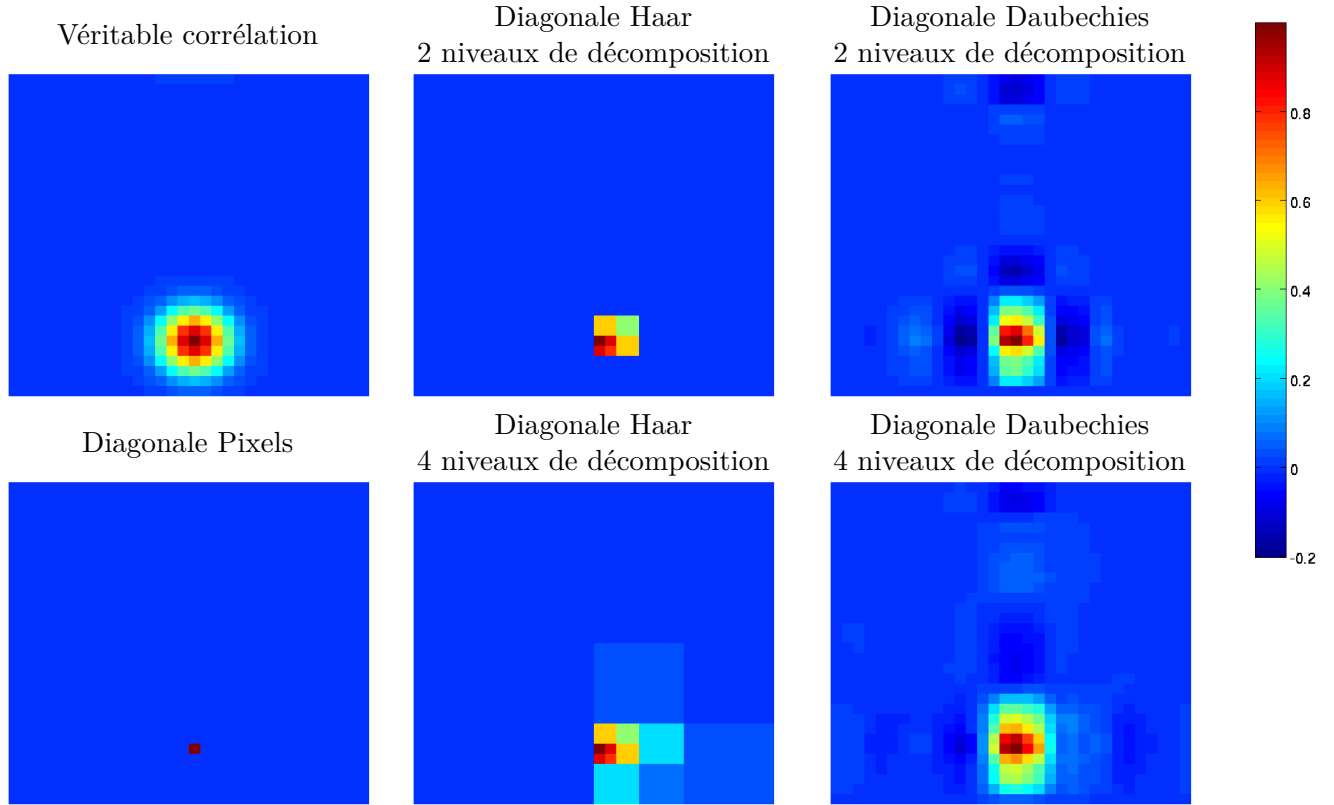 Véritable corrélation
Diagonale Haar
2 niveaux de décomposition
Diagonale Daubechies
2 niveaux de décomposition
Diagonale Pixels
Diagonale Haar
4 niveaux de décomposition
Diagonale Daubechies
4 niveaux de décomposition
0.8
0.6
0.4
0.2
0
-0.2